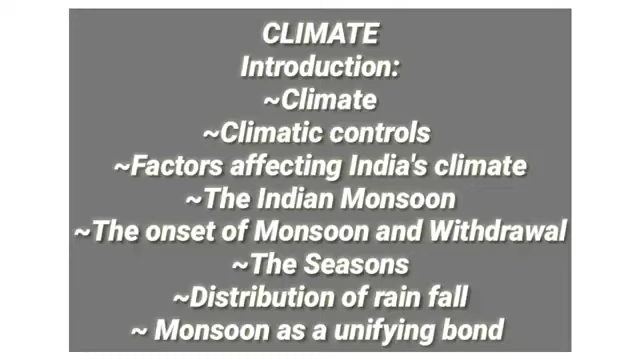 CLIMATE
Introduction:
~Climate
~Climatic controls
~Factors affecting India's climate
~The Indian Monsoon
~The onset of Monsoon and Withdrawal
~The Seasons
~Distribution of rain fall
~ Monsoon as a unifying bond